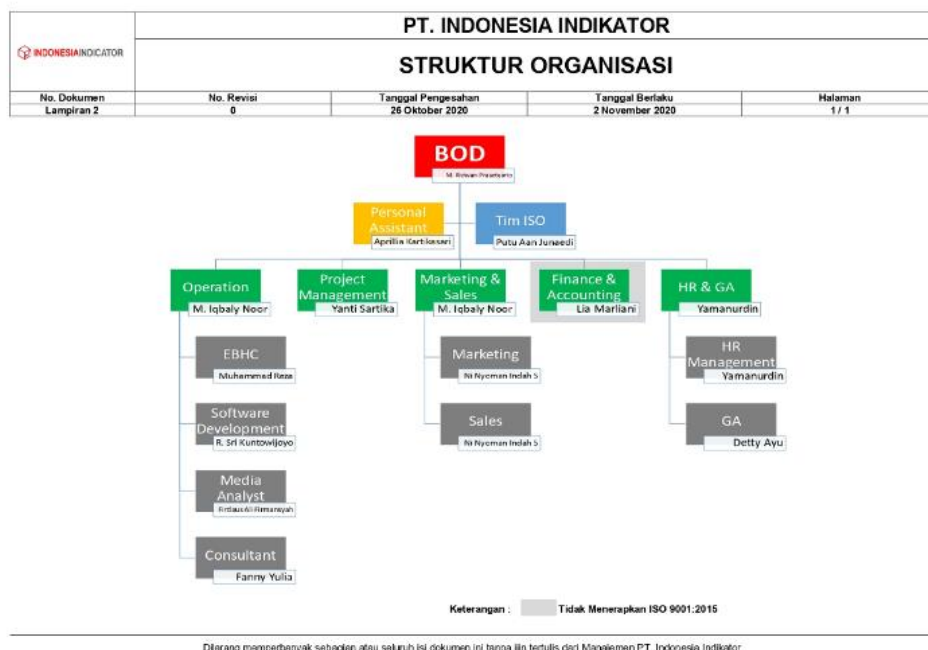 PT. INDONESIA INDIKATOR
INDONESIAINDICATOR
STRUKTUR ORGANISASI
No. Dokumen No. Revisi Tanggal Pengesahan Tanggal Berlaku Halaman
Lampiran 2 0 26 Oktober 2020 2 November 2020 1 / 1
BOD
M.
Personal
Assistant
Aprillia Kartikasari
Tim ISO
Putu Aan Junaedi
Operation
M. Iqbaly Noor
Project
Management
Yanti Sartika
Marketing &
Sales
M. Iqbaly Noor
Finance &
Accounting
Lia Marliani
HR & GA
Yamanurdin
EBHC
Muhammad Reza
Software
Development
R. Sri Kuntowijoyo
Media
Analyst
Firdaus Ali Firmansyah
Consultant
Fanny Yulia
Marketing
Ni Nyoman Indah S
Sales
Ni Nyoman Indah S
HR
Management
Yamanurdin
GA
Detty Ayu
Keterangan : Tidak Menerapkan ISO 9001:2015
Dilarang memperbanyak sebagian atau seluruh isi dokumen ini tanpa ijin tertulis dari Manajemen PT. Indonesia Indikator